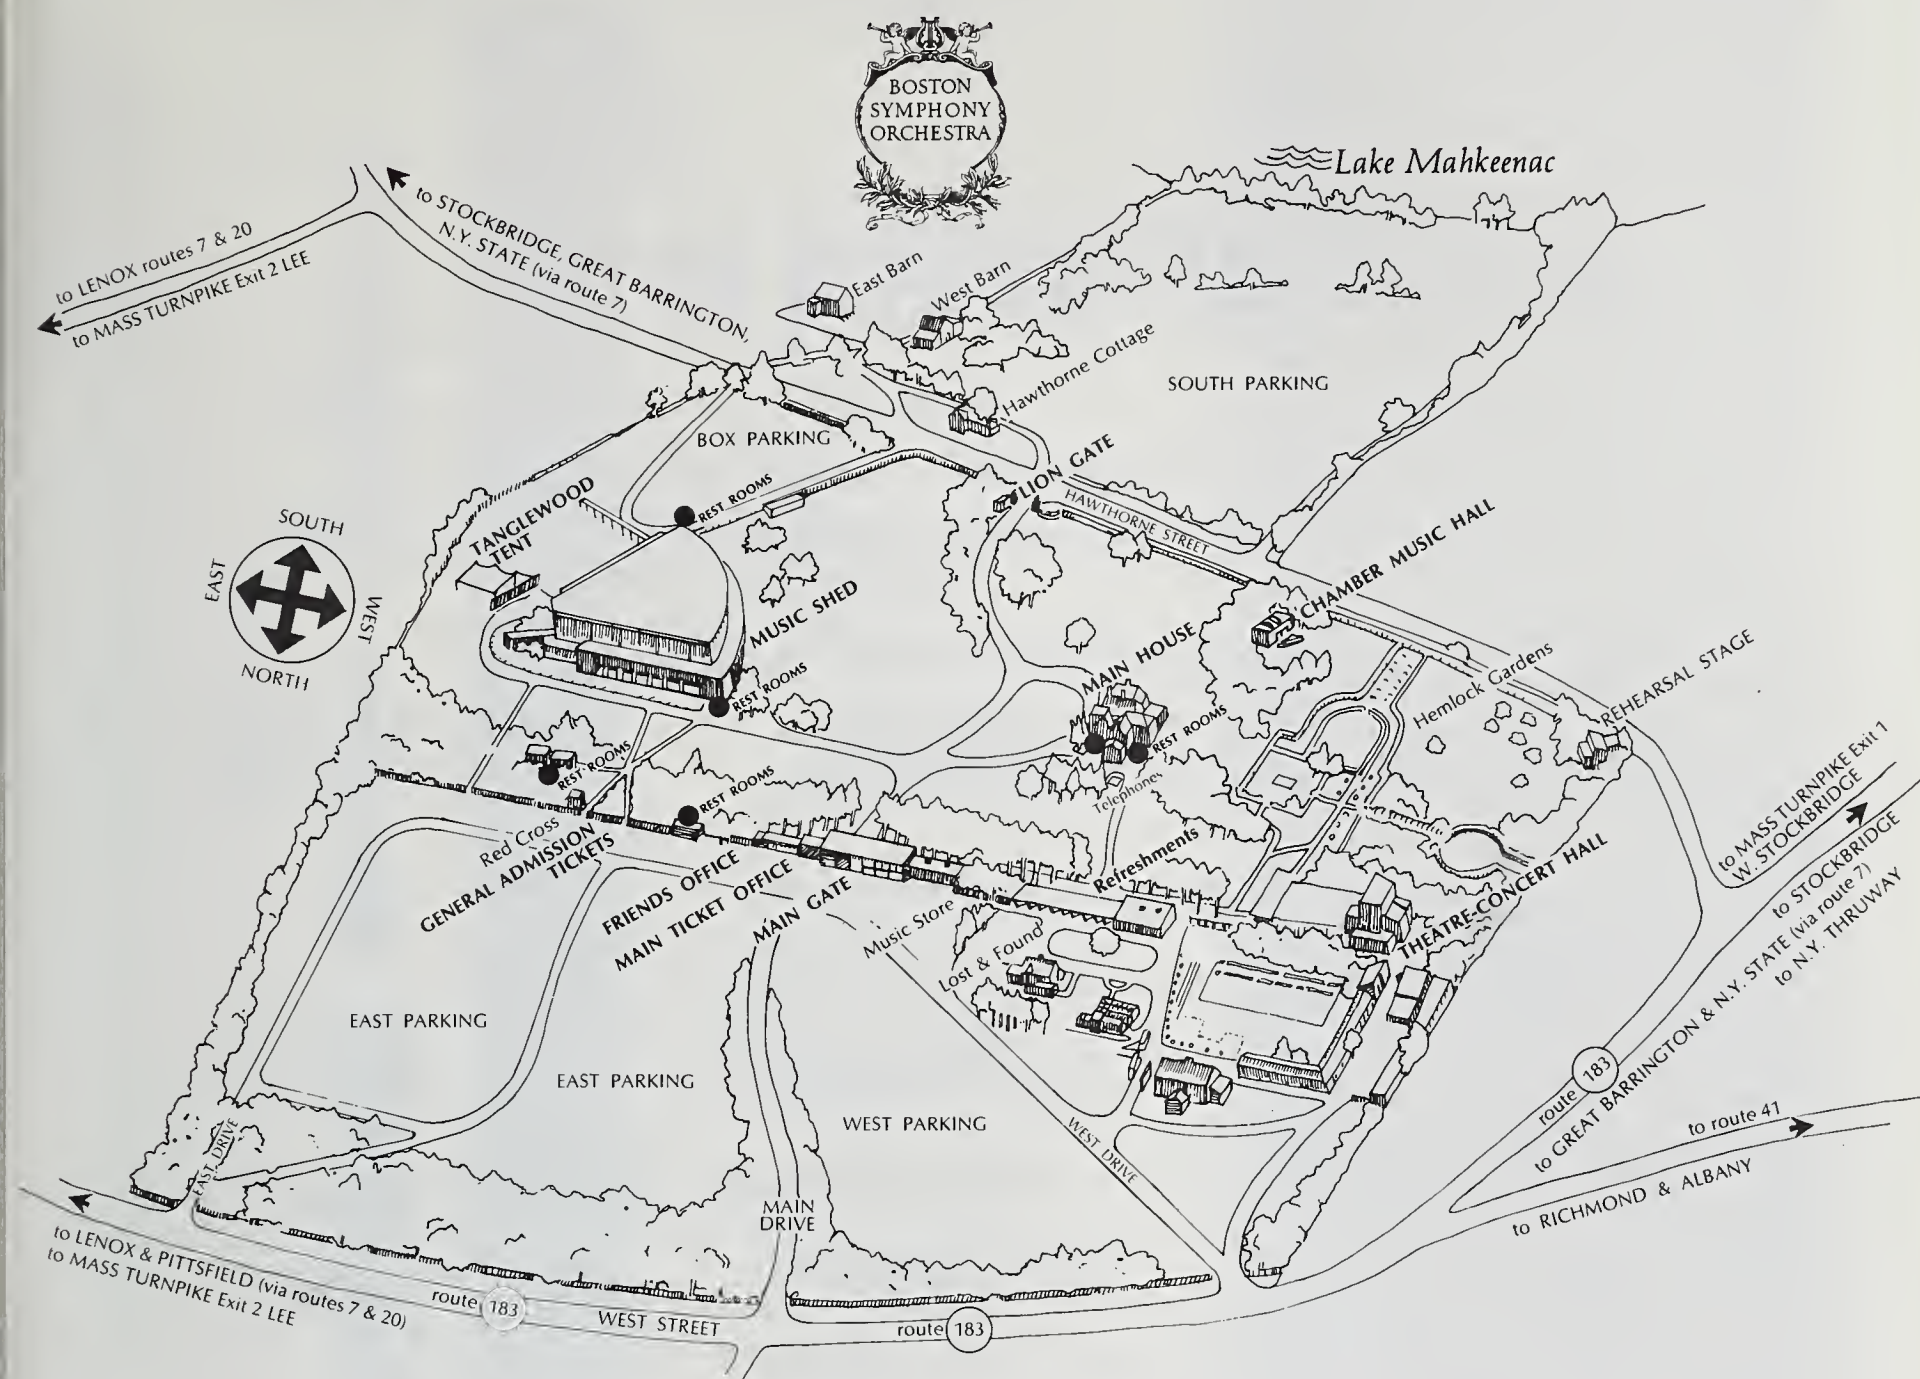 BOSTON
SYMPHONY
ORCHESTRA
Lake Mahkeenac
to STOCKBRIDGE, GREAT BARRINGTON,
N.Y. STATE (via route 7)
to LENOX routes 7 & 20
to MASS TURNPIKE Exit 2 LEE
East Barn
West Barn
Hawthorne Cottage
SOUTH PARKING
BOX PARKING
LION GATE
HAWTHORNE STREET
REST ROOMS
TANGLEWOOD
TENT
SOUTH
EAST
WEST
NORTH
MUSIC SHED
CHAMBER MUSIC HALL
MAIN HOUSE
Hemlock Gardens
REHEARSAL STAGE
REST ROOMS
REST ROOMS
REST ROOMS
REST ROOMS
Telephones
to MASS TURNPIKE Exit 1
W. STOCKBRIDGE
to STOCKBRIDGE
to GREAT BARRINGTON & N.Y. STATE (via route 7)
to N.Y. THRUWAY
Red Cross
GENERAL ADMISSION
TICKETS
FRIENDS OFFICE
MAIN TICKET OFFICE
MAIN GATE
Refreshments
Music Store
Lost & Found
THEATRE-CONCERT HALL
EAST PARKING
EAST PARKING
WEST PARKING
WEST DRIVE
EAST DRIVE
MAIN
DRIVE
route 183
to route 41
to RICHMOND & ALBANY
to LENOX & PITTSFIELD (via routes 7 & 20)
to MASS TURNPIKE Exit 2 LEE
route 183
WEST STREET
route 183